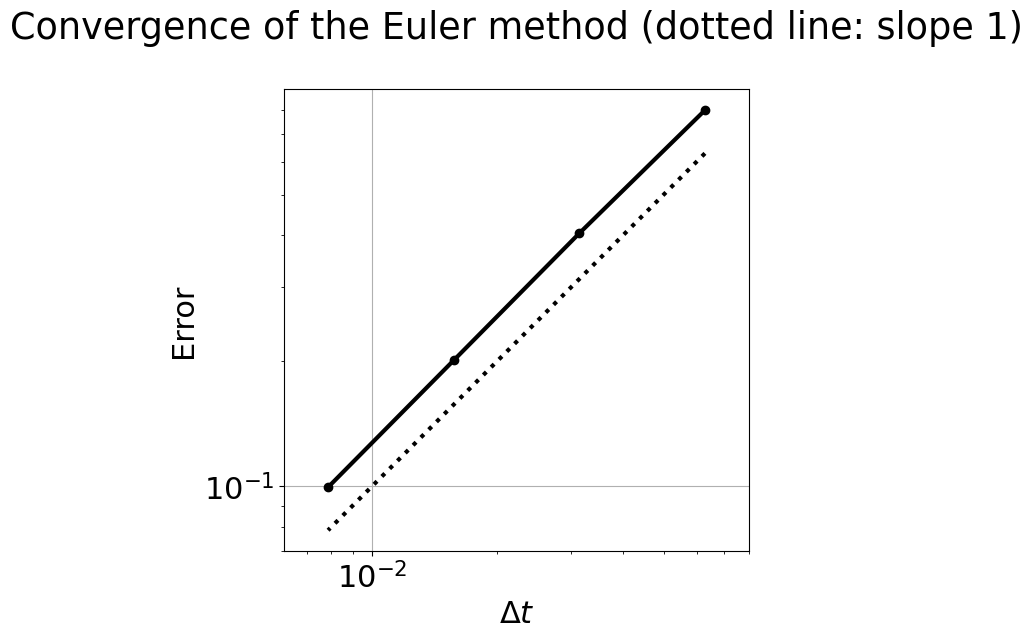 Convergence of the Euler method (dotted line: slope 1)
Error
10⁻¹
10⁻²
Δt